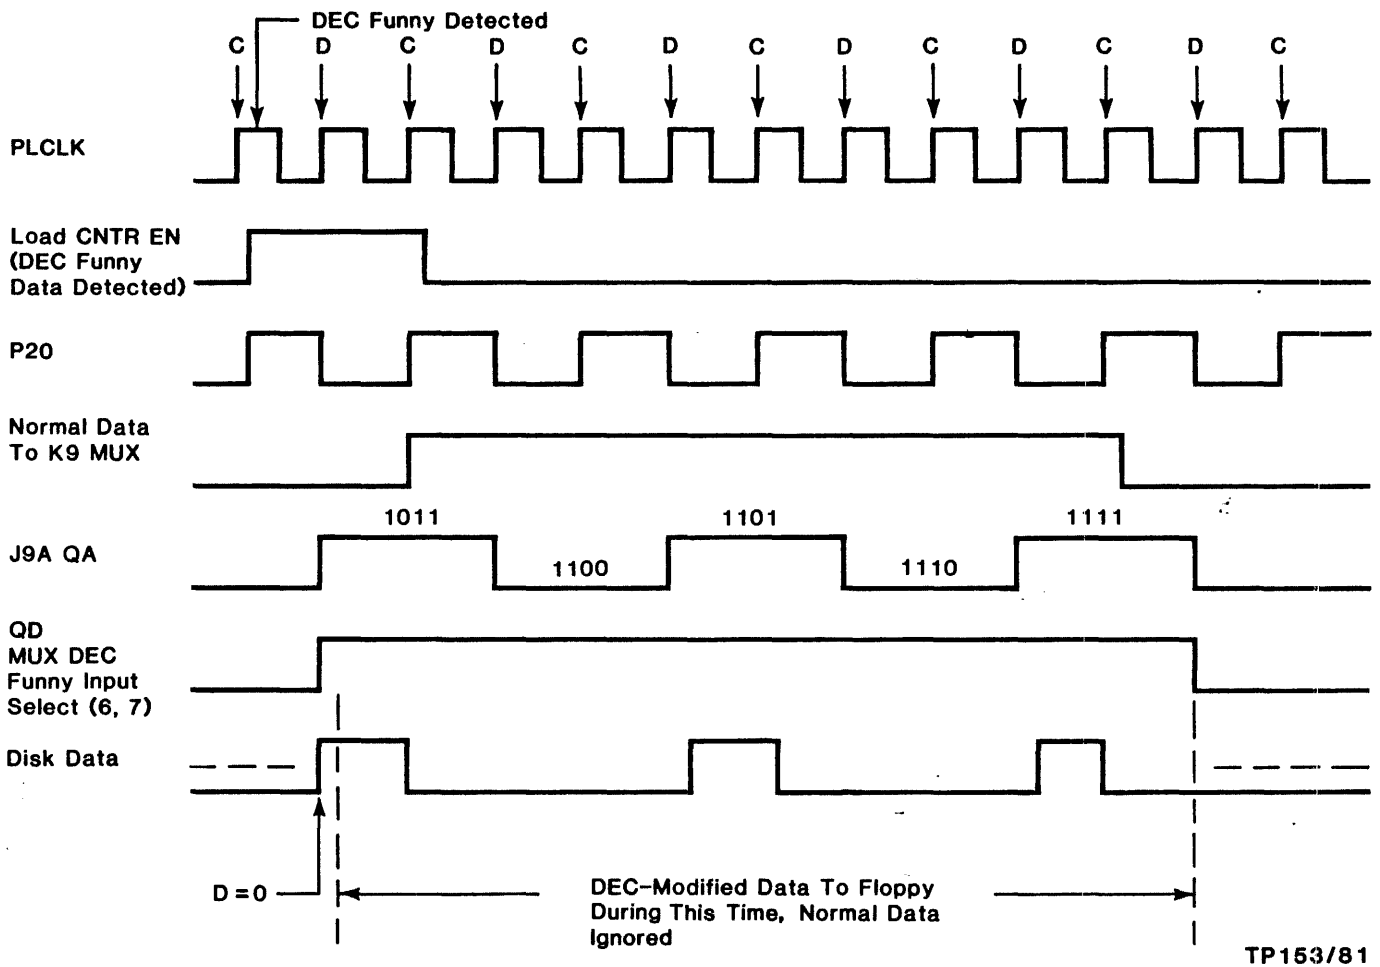 DEC Funny Detected
C D C D C D C D C D C D C
PLCLK
Load CNTR EN
(DEC Funny
Data Detected)
P20
Normal Data
To K9 MUX
1011 1101 1111
J9A QA
1100 1110
QD
MUX DEC
Funny Input
Select (6, 7)
Disk Data
D=0
DEC-Modified Data To Floppy
During This Time, Normal Data
Ignored
TP153/81